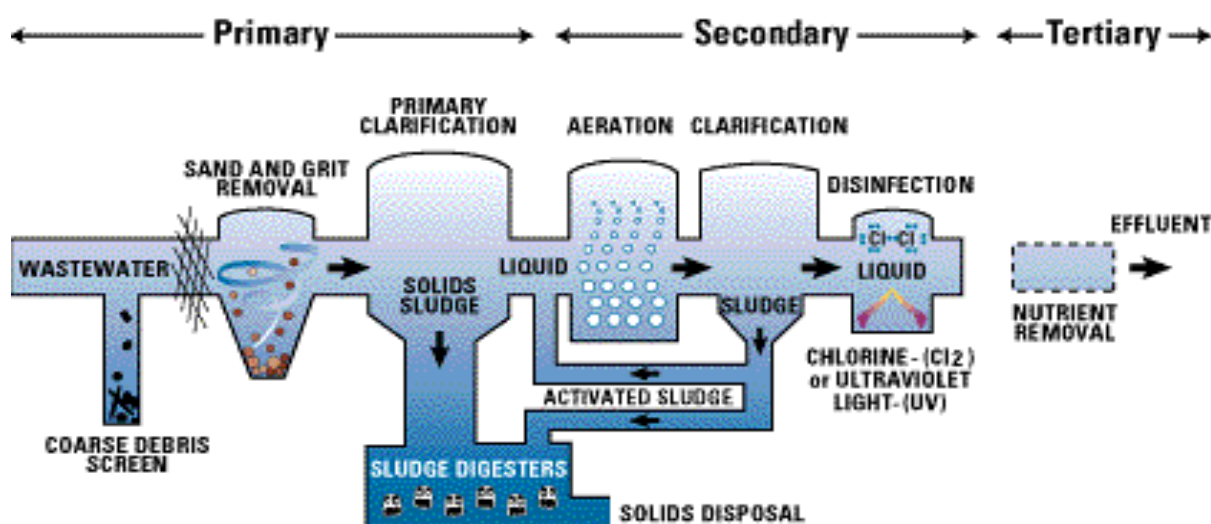 Primary
Secondary
Tertiary
PRIMARY
CLARIFICATION
AERATION
CLARIFICATION
SAND AND GRIT
REMOVAL
DISINFECTION
EFFLUENT
WASTEWATER
SOLIDS
SLUDGE
LIQUID
SLUDGE
Cl-Cl
LIQUID
NUTRIENT
REMOVAL
CHLORINE-(Cl2)
or ULTRAVIOLET
LIGHT-(UV)
ACTIVATED SLUDGE
COARSE DEBRIS
SCREEN
SLUDGE DIGESTERS
SOLIDS DISPOSAL